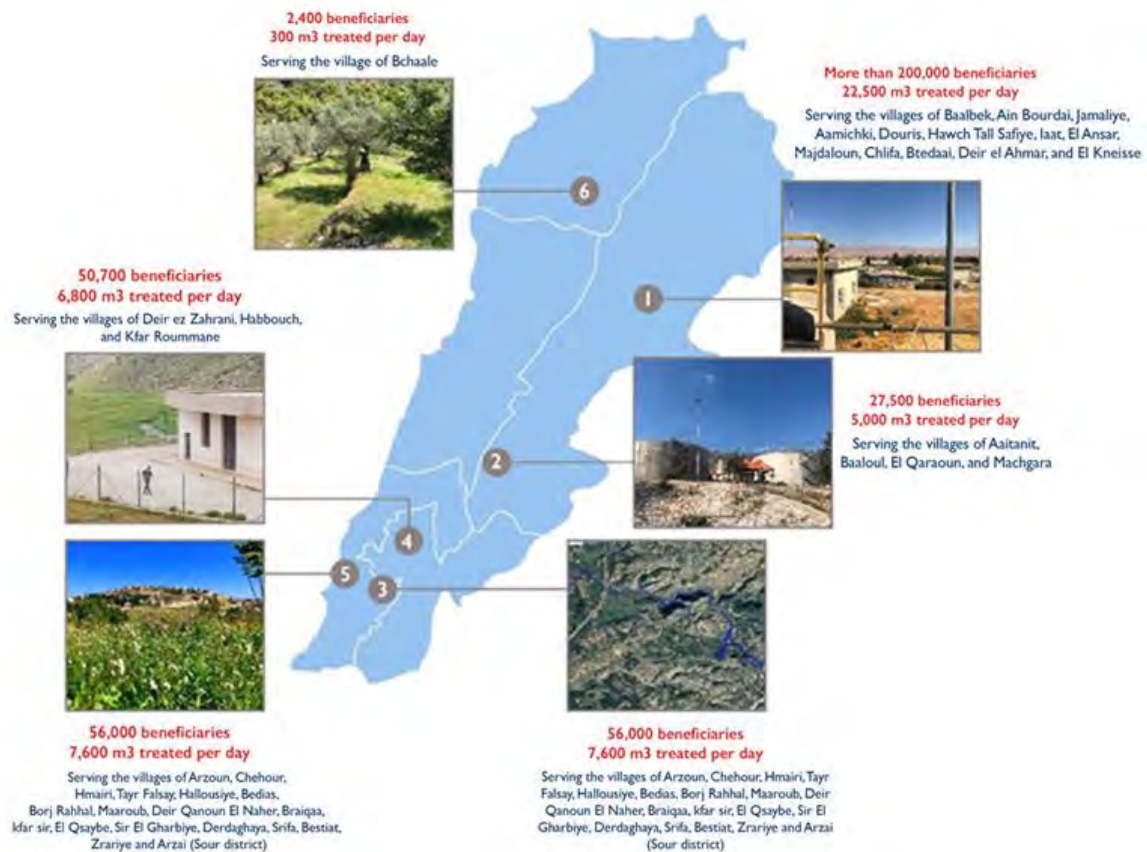 2,400 beneficiaries
300 m3 treated per day
Serving the village of Bchaale
More than 200,000 beneficiaries
22,500 m3 treated per day
Serving the villages of Baalbek, Ain Bourdai, Jamaliye,
Aamichki, Douris, Hawch Tall Safiye, Iaat, El Ansar,
Majdaloun, Chlifa, Btedaai, Deir el Ahmar, and El Kneisse
6
50,700 beneficiaries
6,800 m3 treated per day
Serving the villages of Deir ez Zahrani, Habbouch,
and Kfar Roummane
1
27,500 beneficiaries
5,000 m3 treated per day
Serving the villages of Aaitanit,
Baaloul, El Qaraoun, and Machgara
2
4
5
3
56,000 beneficiaries
7,600 m3 treated per day
Serving the villages of Arzoun, Chehour,
Hmairi, Tayr Falsay, Hallousiye, Bedias,
Borj Rahhal, Maaroub, Deir Qanoun El Naher, Braiqaa,
kfar sir, El Qsaybe, Sir El Gharbiye, Derdaghaya, Srifa, Bestiat,
Zrariye and Arzai (Sour district)
56,000 beneficiaries
7,600 m3 treated per day
Serving the villages of Arzoun, Chehour, Hmairi, Tayr
Falsay, Hallousiye, Bedias, Borj Rahhal, Maaroub, Deir
Qanoun El Naher, Braiqaa, kfar sir, El Qsaybe, Sir El
Gharbiye, Derdaghaya, Srifa, Bestiat, Zrariye and Arzai
(Sour district)